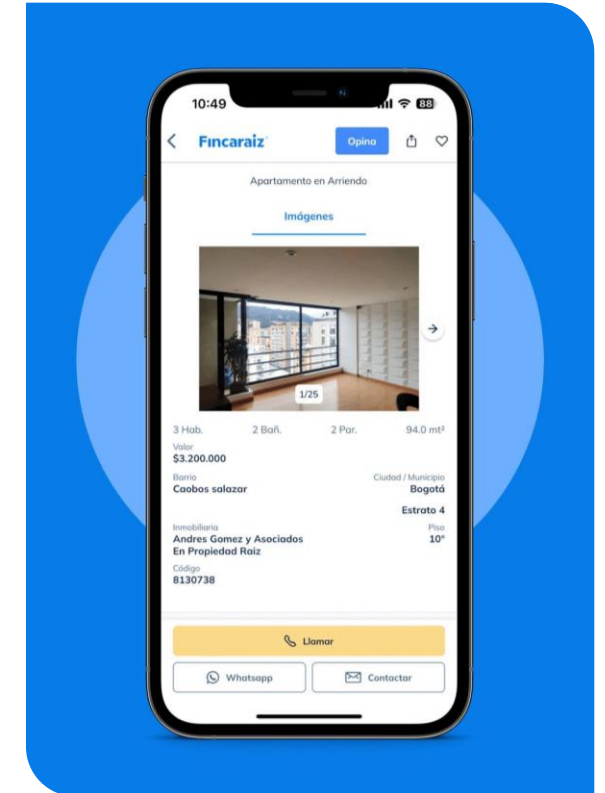 10:49
88
Fincaraiz
Opina
Apartamento en Arriendo
Imágenes
1/25
3 Hab. 2 Bañ. 2 Par. 94.0 mt²
Valor
$3.200.000
Barrio Ciudad / Municipio
Caobos salazar Bogotá
Estrato 4
Inmobiliaria Piso
Andres Gomez y Asociados 10°
En Propiedad Raiz
Código
8130738
Llamar
Whatsapp Contactar